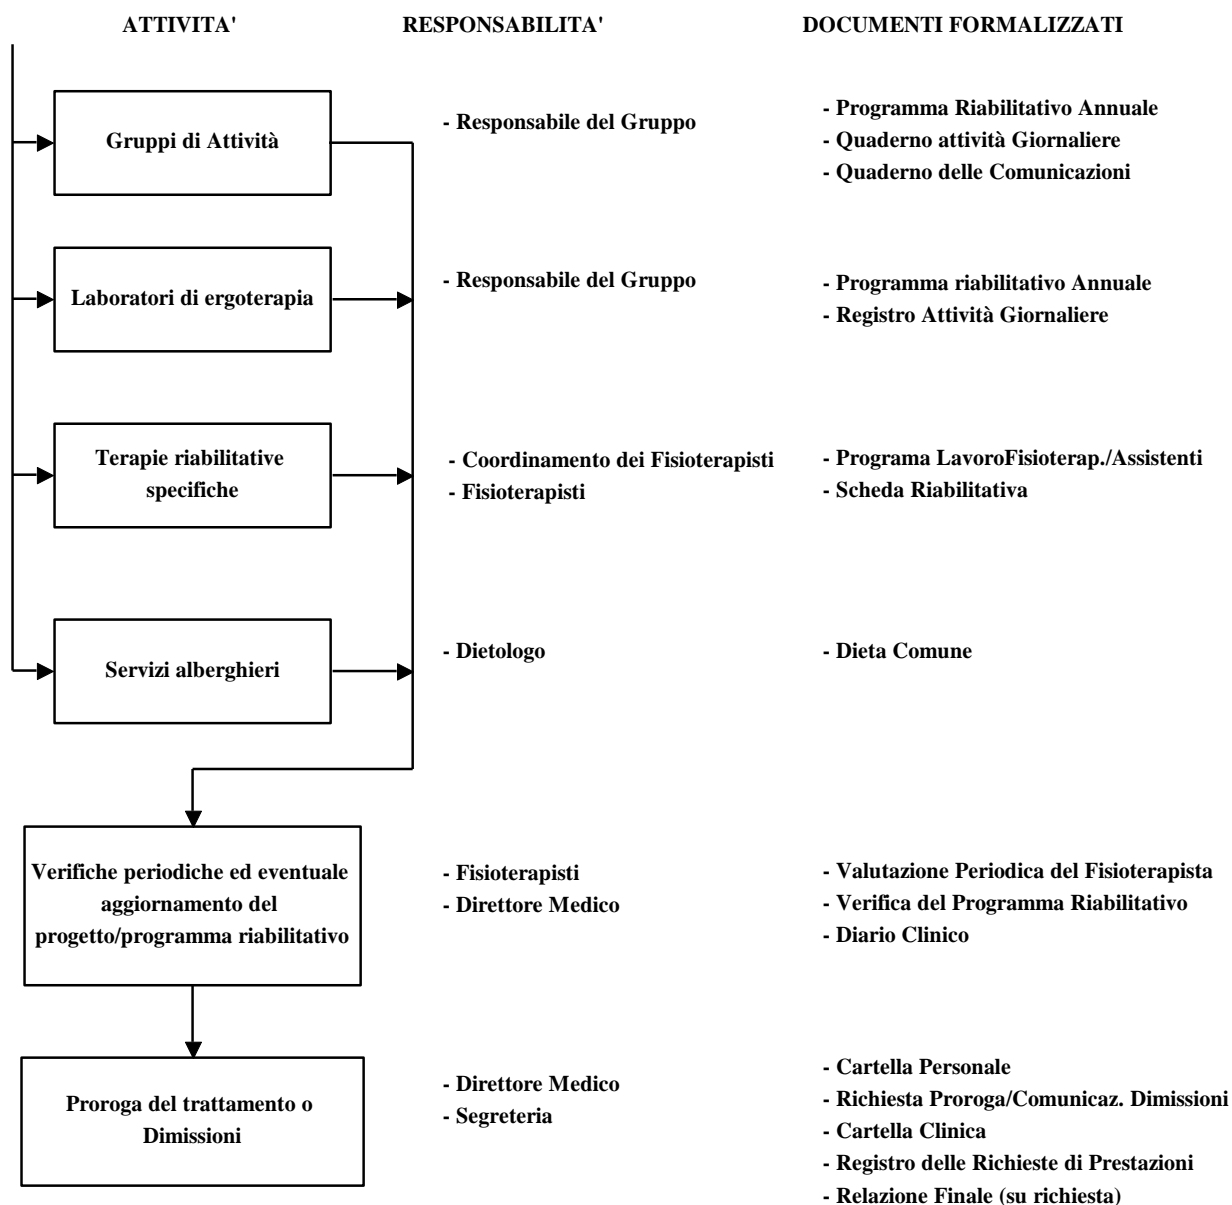 ATTIVITA' RESPONSABILITA' DOCUMENTI FORMALIZZATI
Gruppi di Attività
- Responsabile del Gruppo
- Programma Riabilitativo Annuale
- Quaderno attività Giornaliere
- Quaderno delle Comunicazioni
Laboratori di ergoterapia
- Responsabile del Gruppo
- Programma riabilitativo Annuale
- Registro Attività Giornaliere
Terapie riabilitative
specifiche
- Coordinamento dei Fisioterapisti
- Fisioterapisti
- Programa LavoroFisioterap./Assistenti
- Scheda Riabilitativa
Servizi alberghieri
- Dietologo
- Dieta Comune
Verifiche periodiche ed eventuale
aggiornamento del
progetto/programma riabilitativo
- Fisioterapisti
- Direttore Medico
- Valutazione Periodica del Fisioterapista
- Verifica del Programma Riabilitativo
- Diario Clinico
Proroga del trattamento o
Dimissioni
- Direttore Medico
- Segreteria
- Cartella Personale
- Richiesta Proroga/Comunicaz. Dimissioni
- Cartella Clinica
- Registro delle Richieste di Prestazioni
- Relazione Finale (su richiesta)